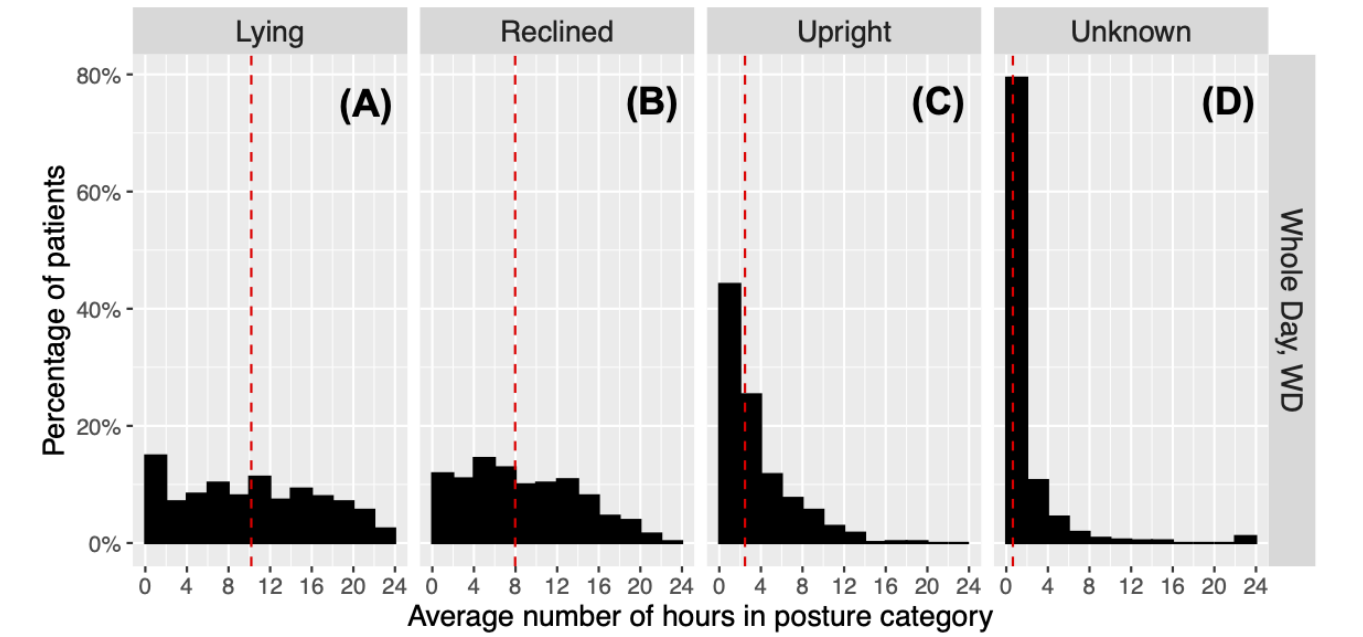 Lying Reclined Upright Unknown
(A) (B) (C) (D)
80%
60%
40%
20%
0%
Percentage of patients
Whole Day, WD
0 4 8 12 16 20 24 0 4 8 12 16 20 24 0 4 8 12 16 20 24 0 4 8 12 16 20 24
Average number of hours in posture category